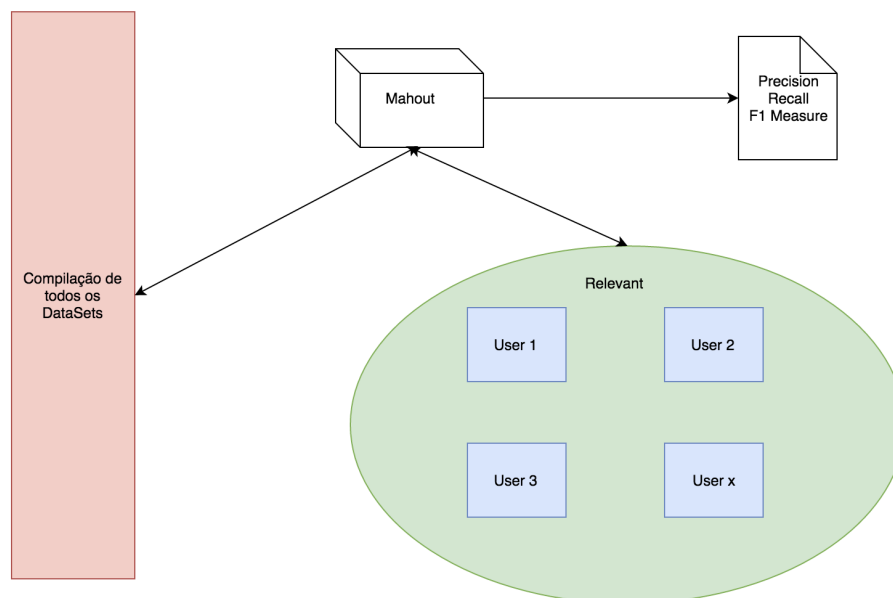 Mahout
Precision
Recall
F1 Measure
Compilação de
todos os
DataSets
Relevant
User 1
User 2
User 3
User x